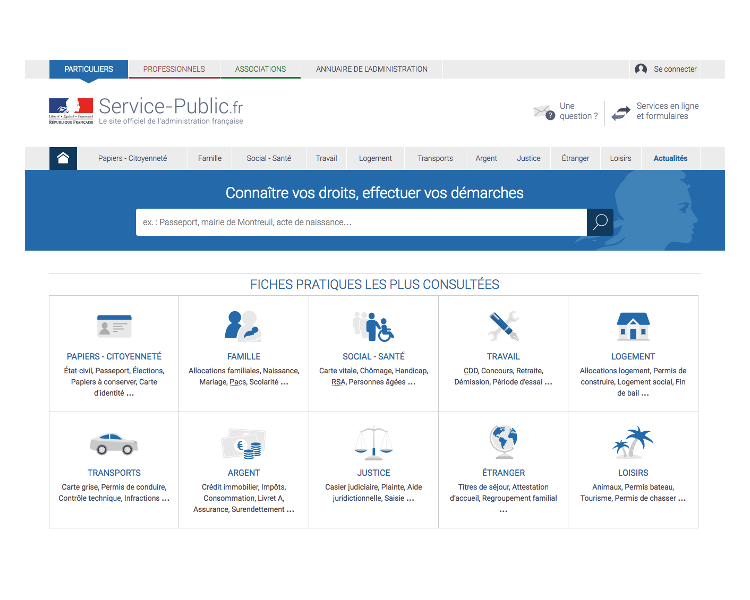 PARTICULIERS PROFESSIONNELS ASSOCIATIONS ANNUAIRE DE L'ADMINISTRATION Se connecter
Service-Public.fr
Le site officiel de l'administration française
Liberté • Égalité • Fraternité
RÉPUBLIQUE FRANÇAISE
Une
question ?
Services en ligne
et formulaires
Papiers - Citoyenneté Famille Social - Santé Travail Logement Transports Argent Justice Étranger Loisirs Actualités
Connaître vos droits, effectuer vos démarches
ex. : Passeport, mairie de Montreuil, acte de naissance...
FICHES PRATIQUES LES PLUS CONSULTÉES
PAPIERS - CITOYENNETÉ
État civil, Passeport, Élections,
Papiers à conserver, Carte
d'identité ...
FAMILLE
Allocations familiales, Naissance,
Mariage, Pacs, Scolarité ...
SOCIAL - SANTÉ
Carte vitale, Chômage, Handicap,
RSA, Personnes âgées ...
TRAVAIL
CDD, Concours, Retraite,
Démission, Période d'essai ...
LOGEMENT
Allocations logement, Permis de
construire, Logement social, Fin
de bail ...
TRANSPORTS
Carte grise, Permis de conduire,
Contrôle technique, Infractions ...
ARGENT
Crédit immobilier, Impôts,
Consommation, Livret A,
Assurance, Surendettement ...
JUSTICE
Casier judiciaire, Plainte, Aide
juridictionnelle, Saisie ...
ÉTRANGER
Titres de séjour, Attestation
d'accueil, Regroupement familial
...
LOISIRS
Animaux, Permis bateau,
Tourisme, Permis de chasser ...